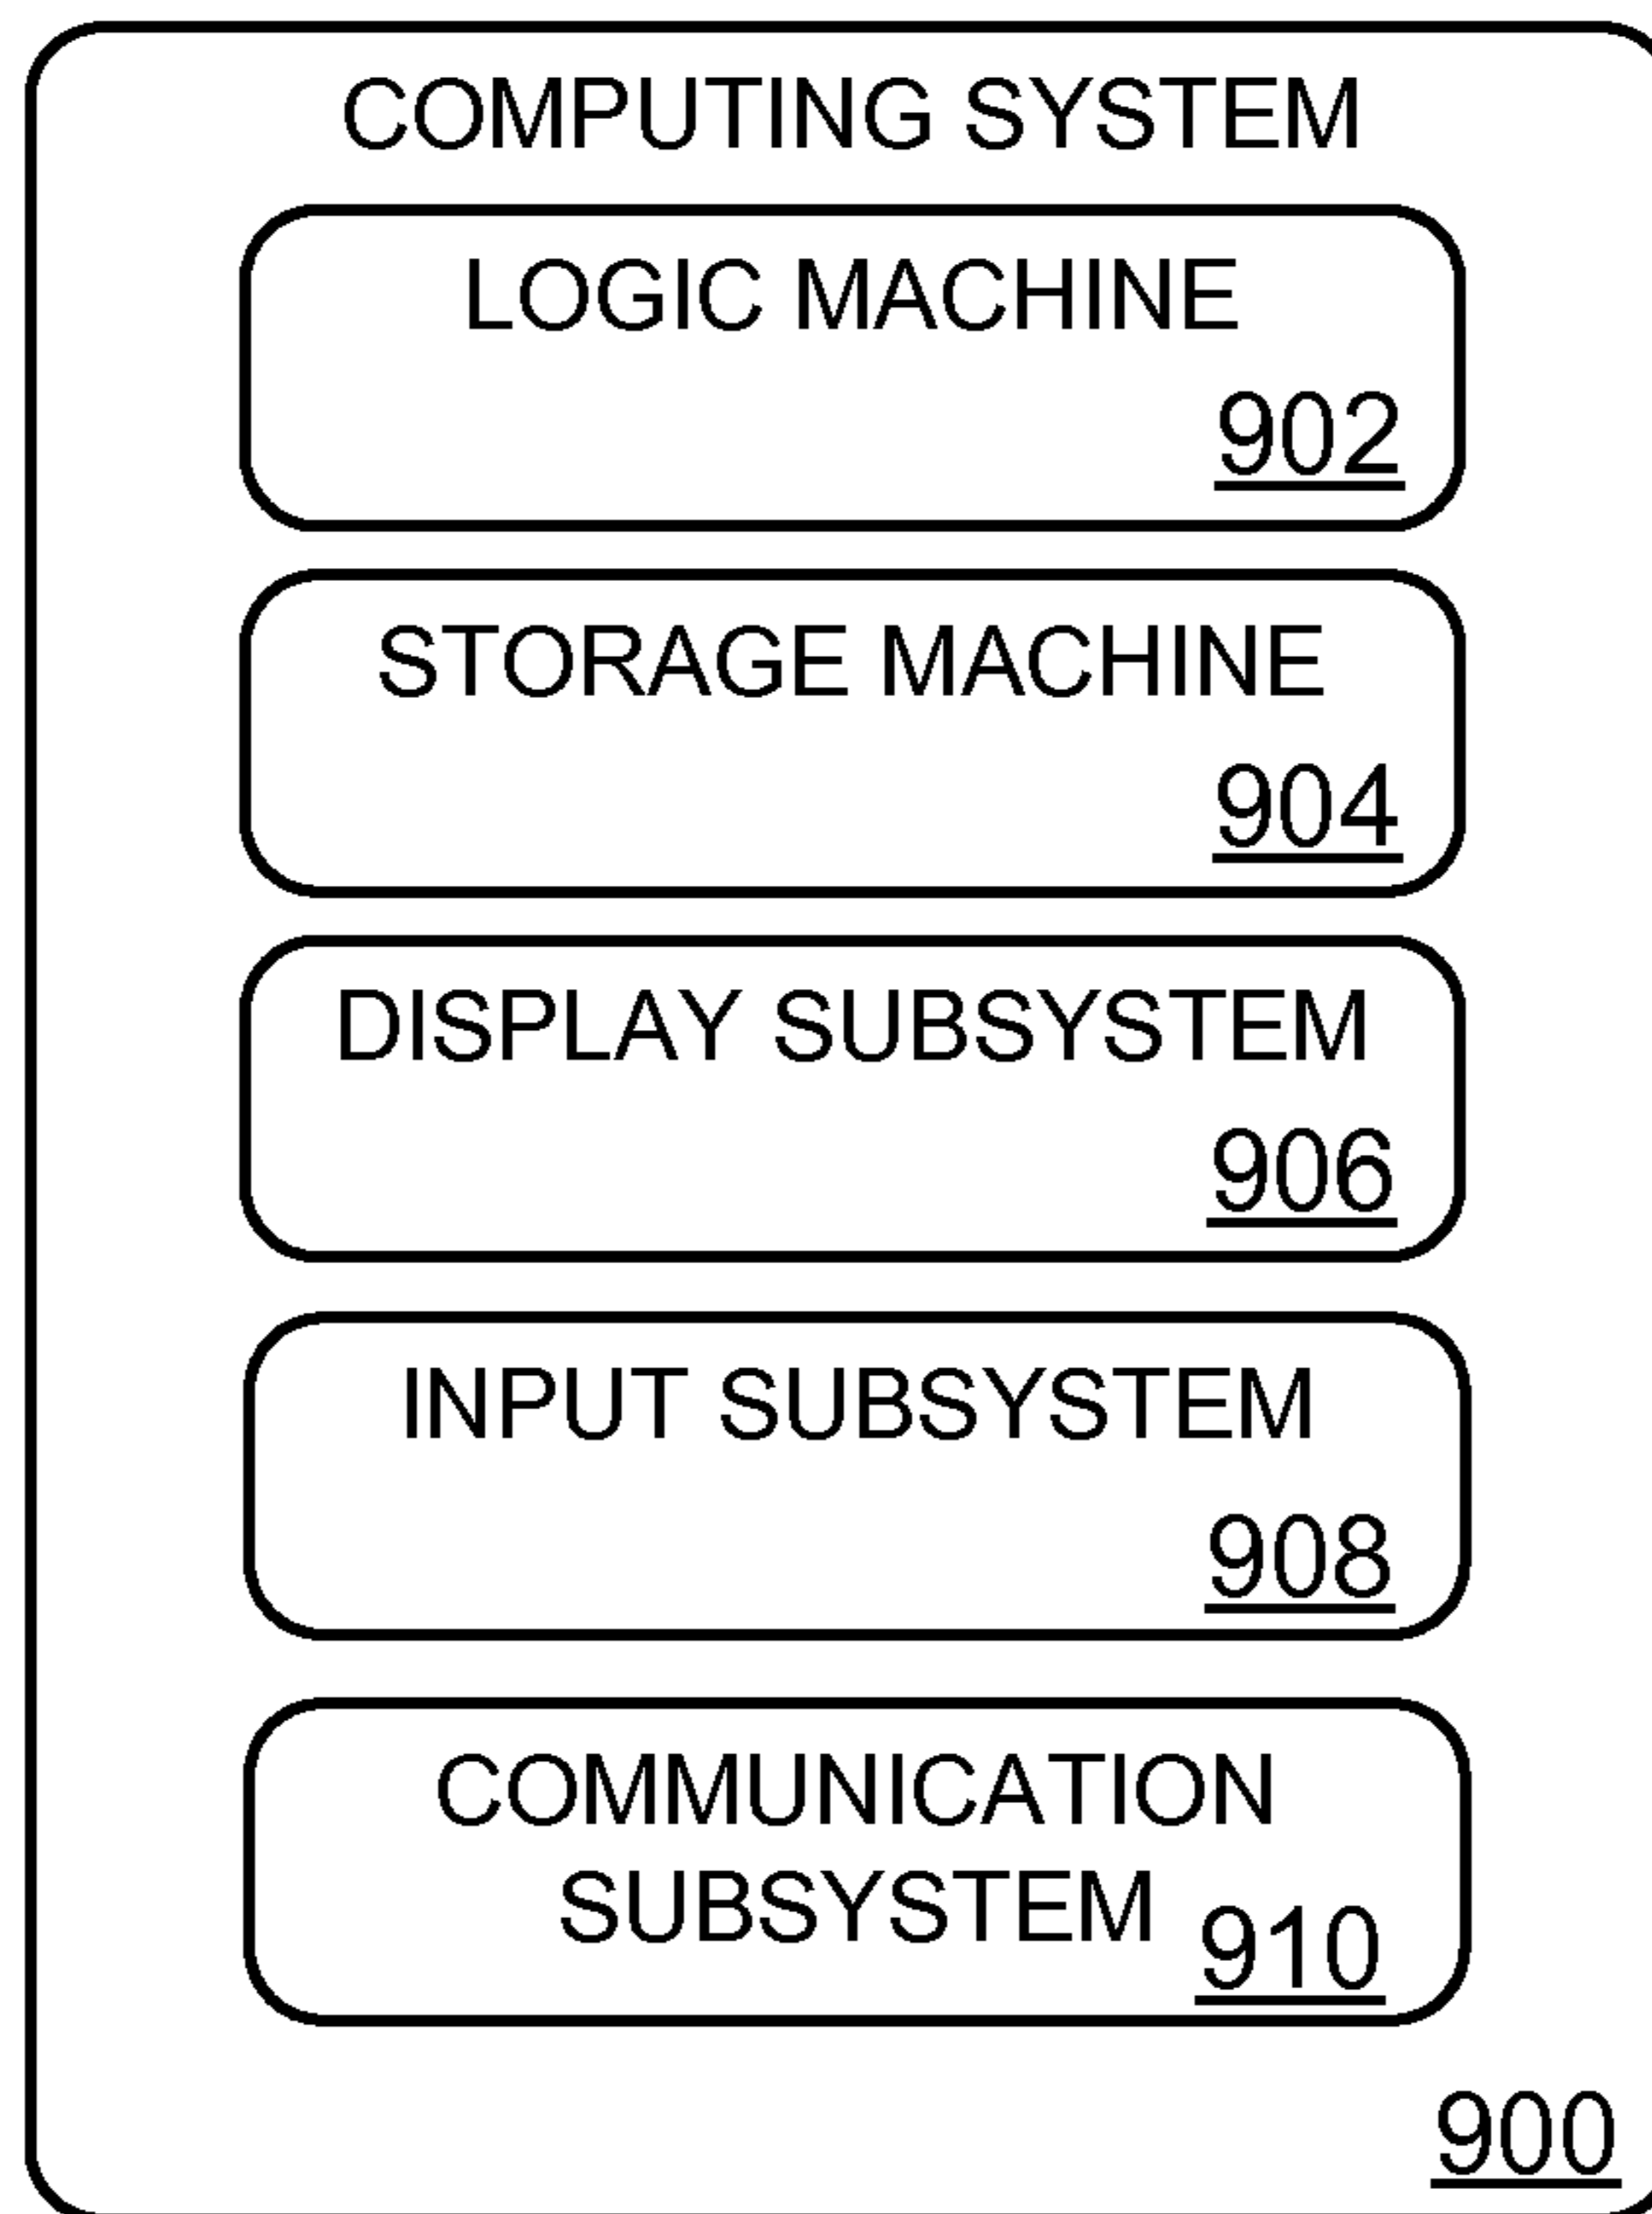 COMPUTING SYSTEM
LOGIC MACHINE
902
STORAGE MACHINE
904
DISPLAY SUBSYSTEM
906
INPUT SUBSYSTEM
908
COMMUNICATION
SUBSYSTEM 910
900